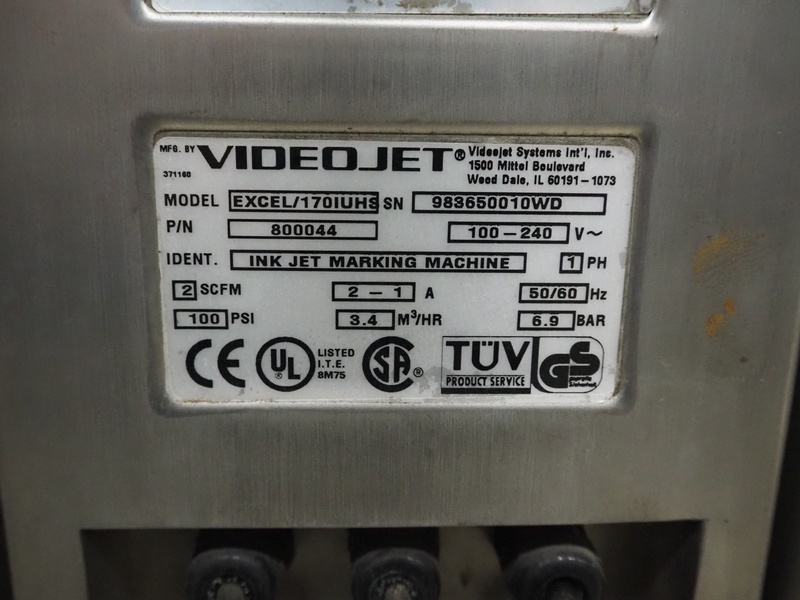 MFG. BY VIDEOJET® Videojet Systems Int'l, Inc.
1500 Mittel Boulevard
371160 Wood Dale, IL 60191-1073
MODEL EXCEL/170IUHS SN 983650010WD
P/N 800044 100-240 V~
IDENT. INK JET MARKING MACHINE 1 PH
2 SCFM 2 - 1 A 50/60 Hz
100 PSI 3.4 M³/HR 6.9 BAR
CE UL ® LISTED
I.T.E.
8M75
SA ®
TÜV
PRODUCT SERVICE
GS